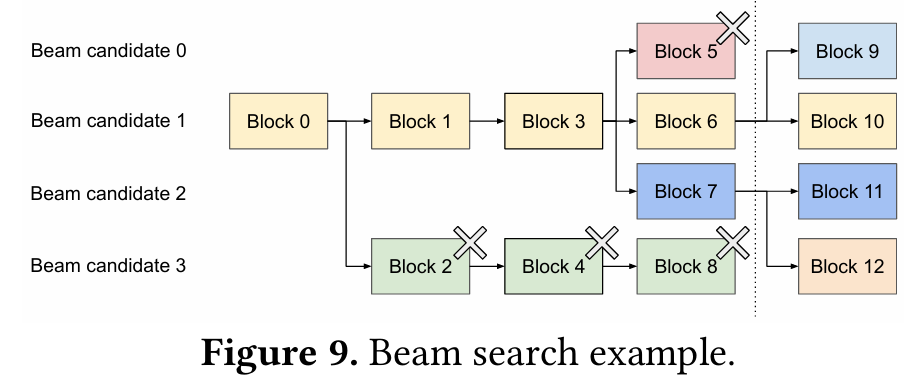 Beam candidate 0
Block 5
Block 9
Beam candidate 1
Block 0
Block 1
Block 3
Block 6
Block 10
Beam candidate 2
Block 7
Block 11
Beam candidate 3
Block 2
Block 4
Block 8
Block 12
Figure 9. Beam search example.